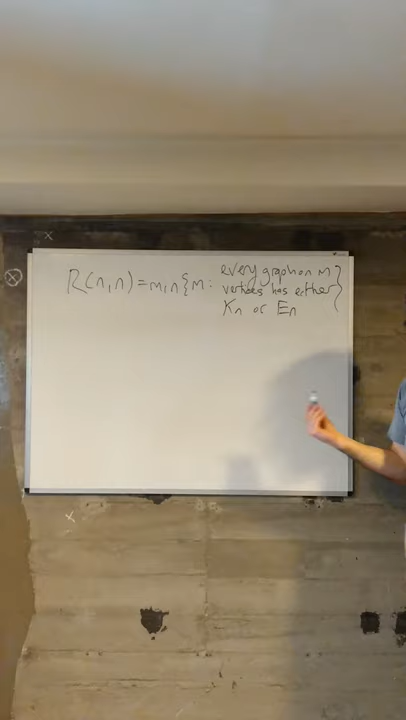 every graph on m
R(n,n) = min{m: vertices has either}
Kn or En